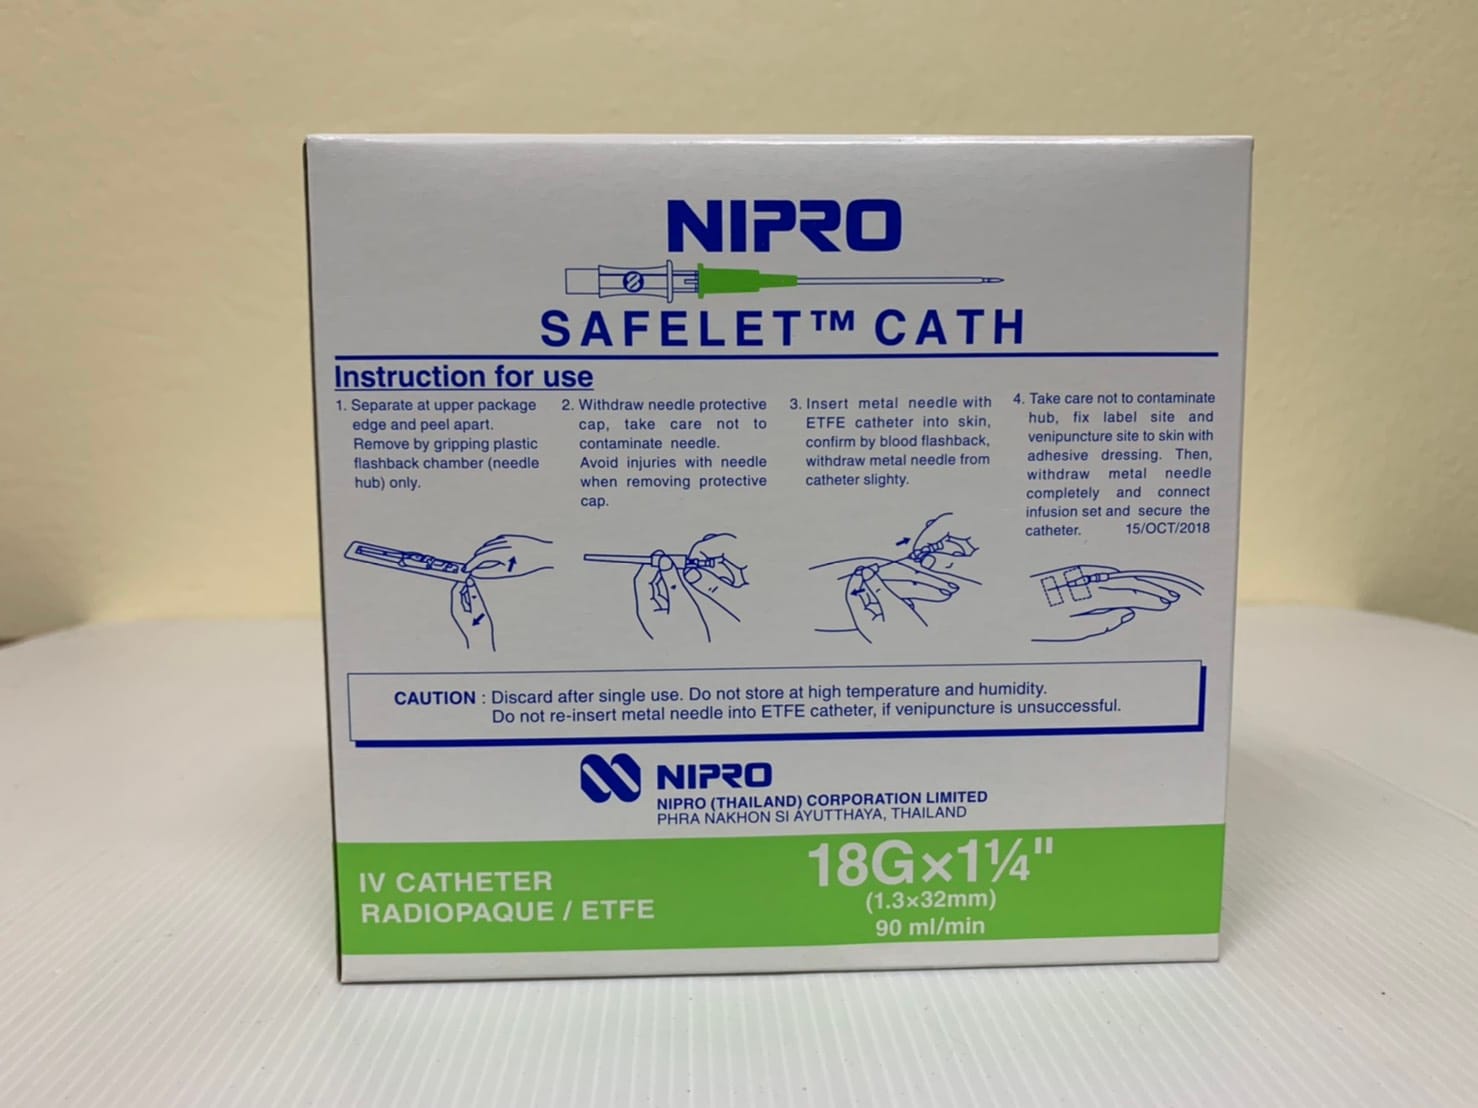 NIPRO
SAFELET™ CATH
Instruction for use
1. Separate at upper package
edge and peel apart.
Remove by gripping plastic
flashback chamber (needle
hub) only.
2. Withdraw needle protective
cap, take care not to
contaminate needle.
Avoid injuries with needle
when removing protective
cap.
3. Insert metal needle with
ETFE catheter into skin,
confirm by blood flashback,
withdraw metal needle from
catheter slighty.
4. Take care not to contaminate
hub, fix label site and
venipuncture site to skin with
adhesive dressing. Then,
withdraw metal needle
completely and connect
infusion set and secure the
catheter. 15/OCT/2018
CAUTION : Discard after single use. Do not store at high temperature and humidity.
Do not re-insert metal needle into ETFE catheter, if venipuncture is unsuccessful.
NIPRO
NIPRO (THAILAND) CORPORATION LIMITED
PHRA NAKHON SI AYUTTHAYA, THAILAND
IV CATHETER
RADIOPAQUE / ETFE
18G×1¼"
(1.3×32mm)
90 ml/min